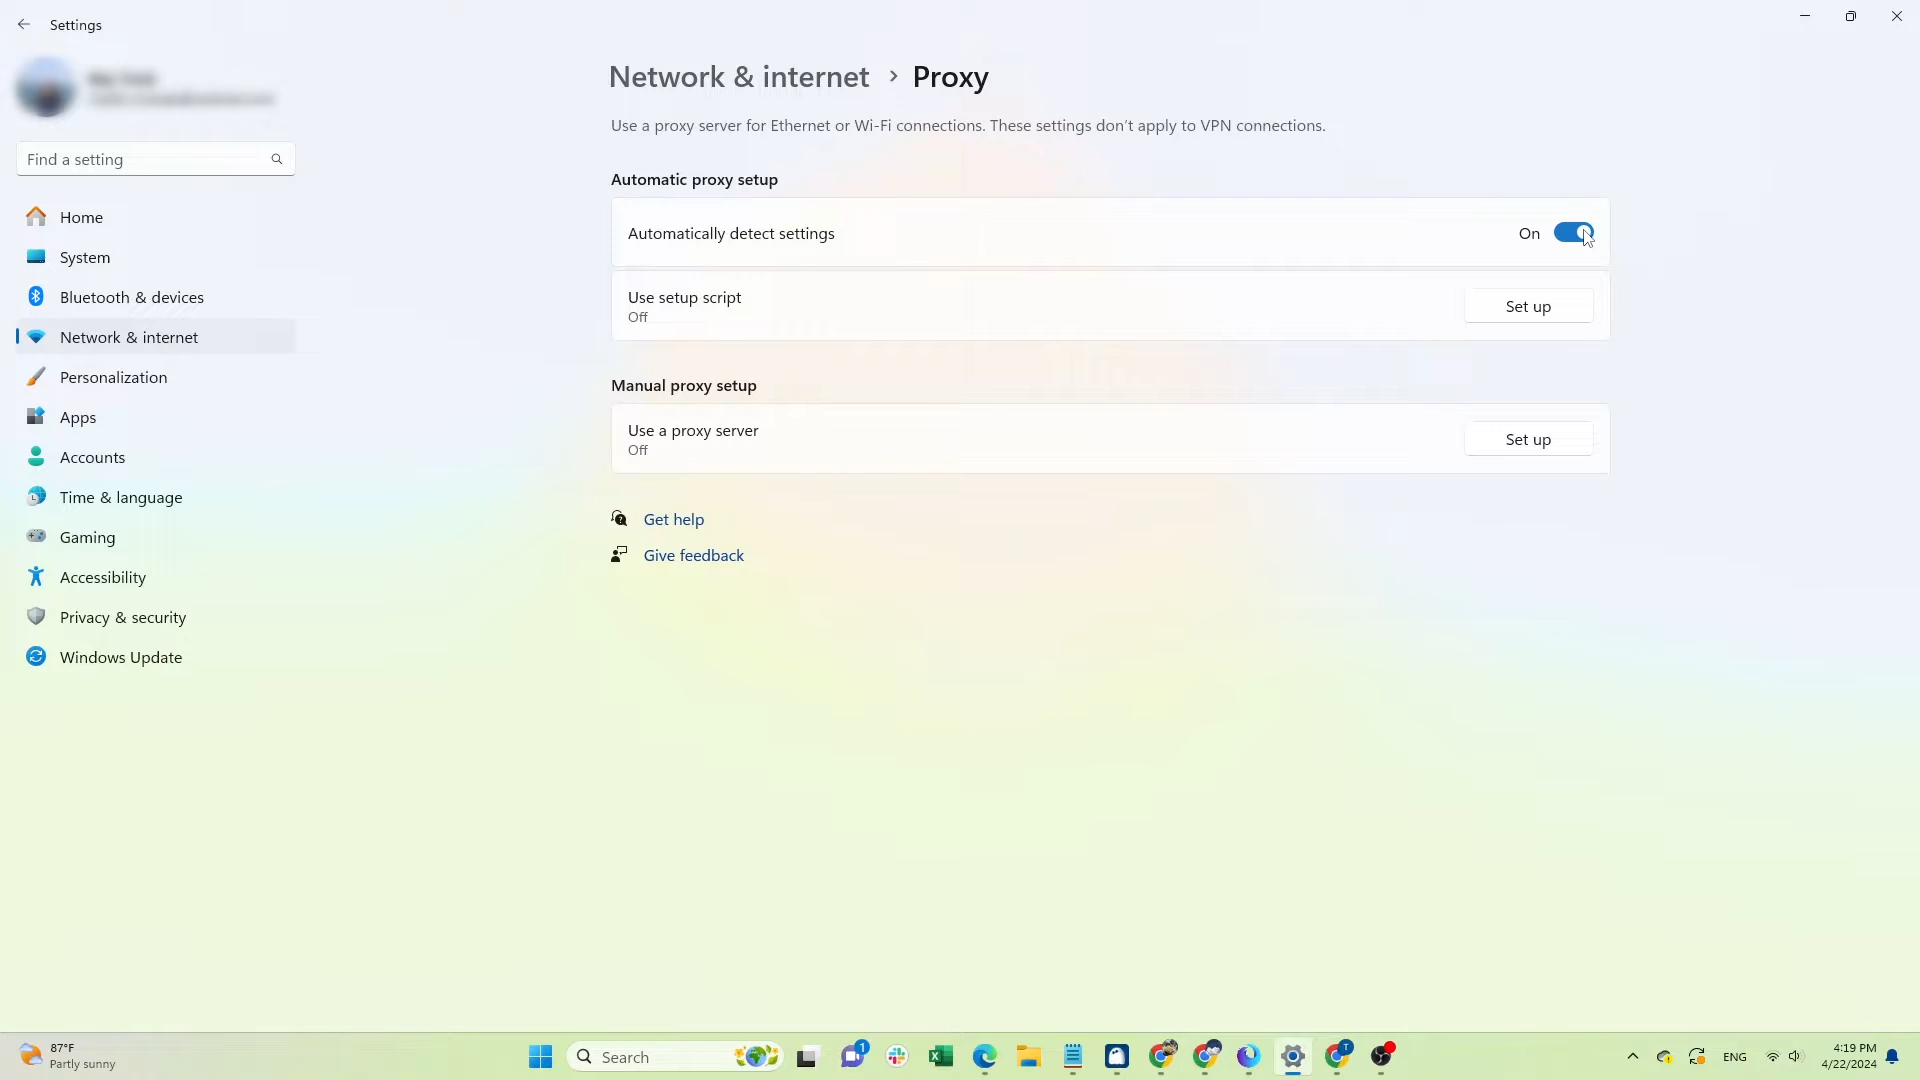 Settings
Find a setting
Home
System
Bluetooth & devices
Network & internet
Personalization
Apps
Accounts
Time & language
Gaming
Accessibility
Privacy & security
Windows Update
Network & internet > Proxy
Use a proxy server for Ethernet or Wi-Fi connections. These settings don't apply to VPN connections.
Automatic proxy setup
Automatically detect settings On
Use setup script
Off
Set up
Manual proxy setup
Use a proxy server
Off
Set up
Get help
Give feedback
87°F
Partly sunny
Search
1
T
ENG
4:19 PM
4/22/2024